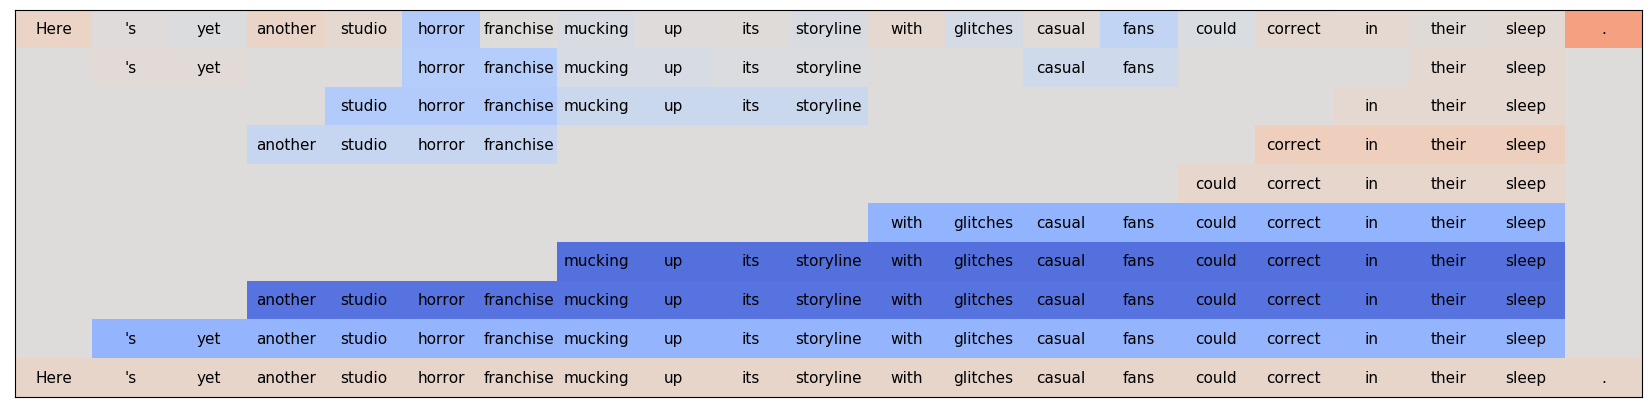 Here 's yet another studio horror franchise mucking up its storyline with glitches casual fans could correct in their sleep .
's yet horror franchise mucking up its storyline casual fans their sleep
studio horror franchise mucking up its storyline in their sleep
another studio horror franchise correct in their sleep
could correct in their sleep
with glitches casual fans could correct in their sleep
mucking up its storyline with glitches casual fans could correct in their sleep
another studio horror franchise mucking up its storyline with glitches casual fans could correct in their sleep
's yet another studio horror franchise mucking up its storyline with glitches casual fans could correct in their sleep
Here 's yet another studio horror franchise mucking up its storyline with glitches casual fans could correct in their sleep .